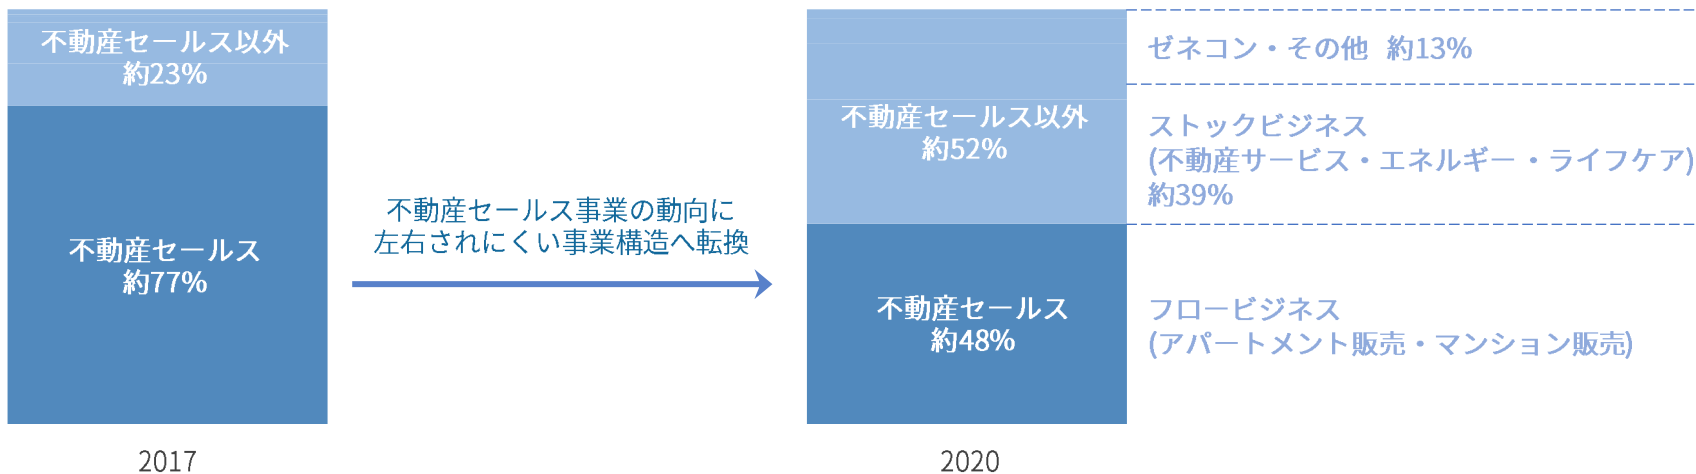 不動産セールス以外
約23%
不動産セールス
約77%
2017
不動産セールス事業の動向に
左右されにくい事業構造へ転換
不動産セールス以外
約52%
不動産セールス
約48%
2020
ゼネコン・その他 約13%
ストックビジネス
(不動産サービス・エネルギー・ライフケア)
約39%
フロービジネス
(アパートメント販売・マンション販売)